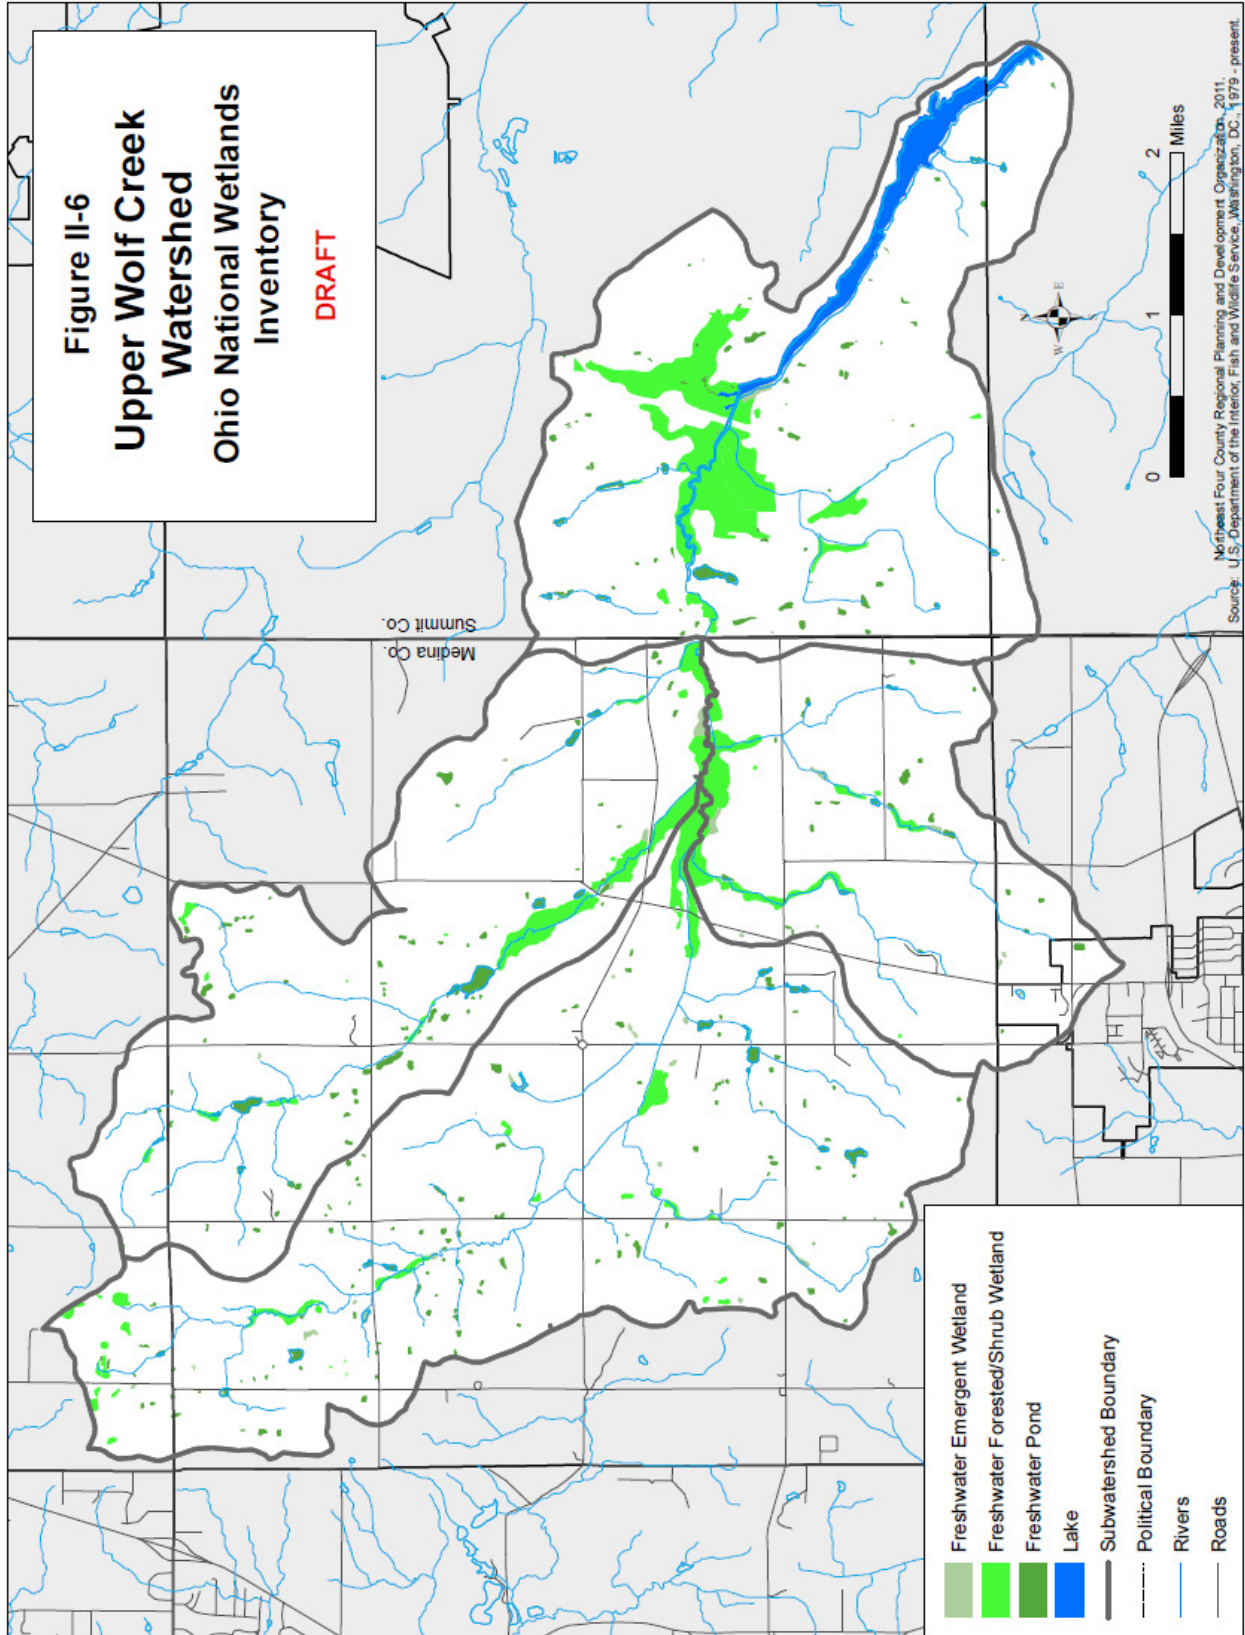 Figure II-6
Upper Wolf Creek
Watershed
Ohio National Wetlands
Inventory
DRAFT
Summit Co.
Medina Co.
N
W
E
S
0
1
2
Miles
Northeast Four County Regional Planning and Development Organization, 2011.
Source: U.S. Department of the Interior, Fish and Wildlife Service, Washington, DC., 1979 - present.
Freshwater Emergent Wetland
Freshwater Forested/Shrub Wetland
Freshwater Pond
Lake
Subwatershed Boundary
Political Boundary
Rivers
Roads